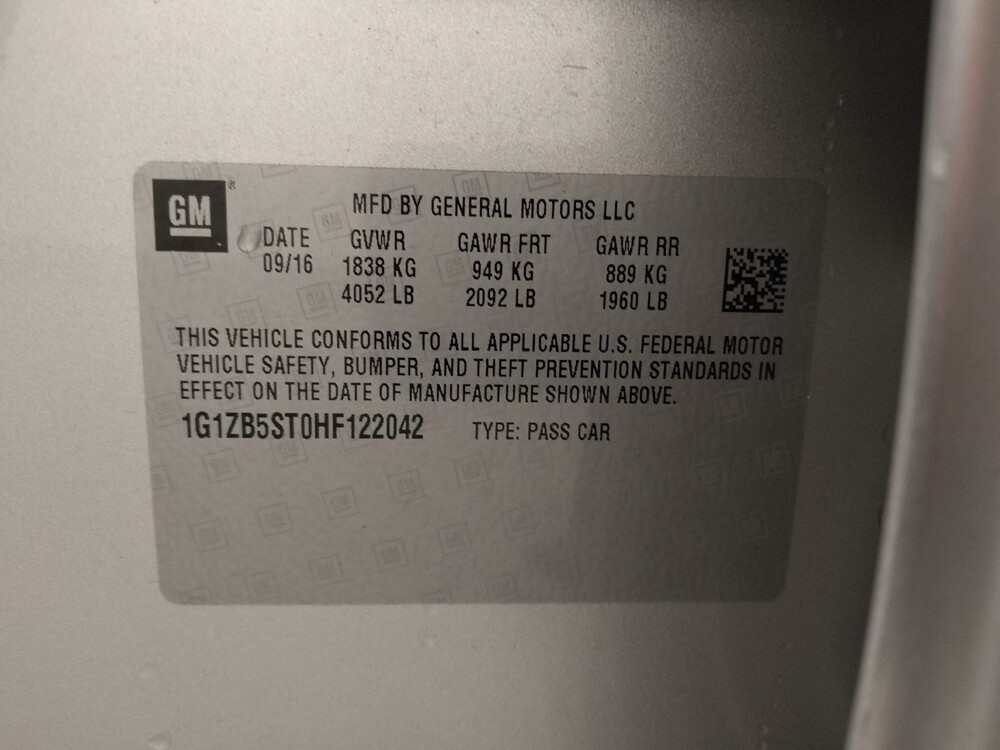 GM
MFD BY GENERAL MOTORS LLC
DATE GVWR GAWR FRT GAWR RR
09/16 1838 KG 949 KG 889 KG
4052 LB 2092 LB 1960 LB
THIS VEHICLE CONFORMS TO ALL APPLICABLE U.S. FEDERAL MOTOR
VEHICLE SAFETY, BUMPER, AND THEFT PREVENTION STANDARDS IN
EFFECT ON THE DATE OF MANUFACTURE SHOWN ABOVE.
1G1ZB5ST0HF122042 TYPE: PASS CAR